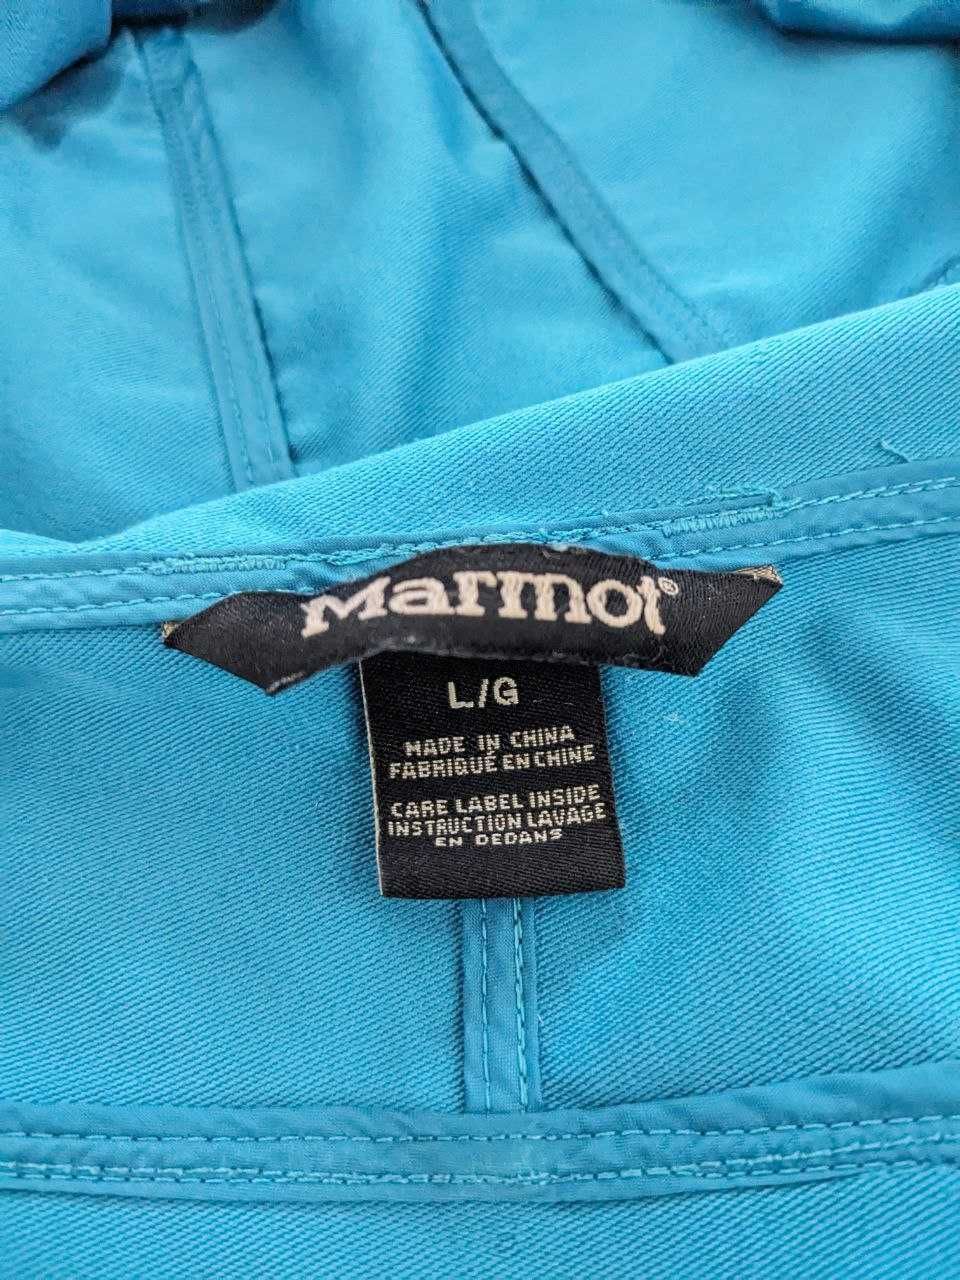 Marmot®
L/G
MADE IN CHINA
FABRIQUÉ EN CHINE
CARE LABEL INSIDE
INSTRUCTION LAVAGE
EN DEDANS